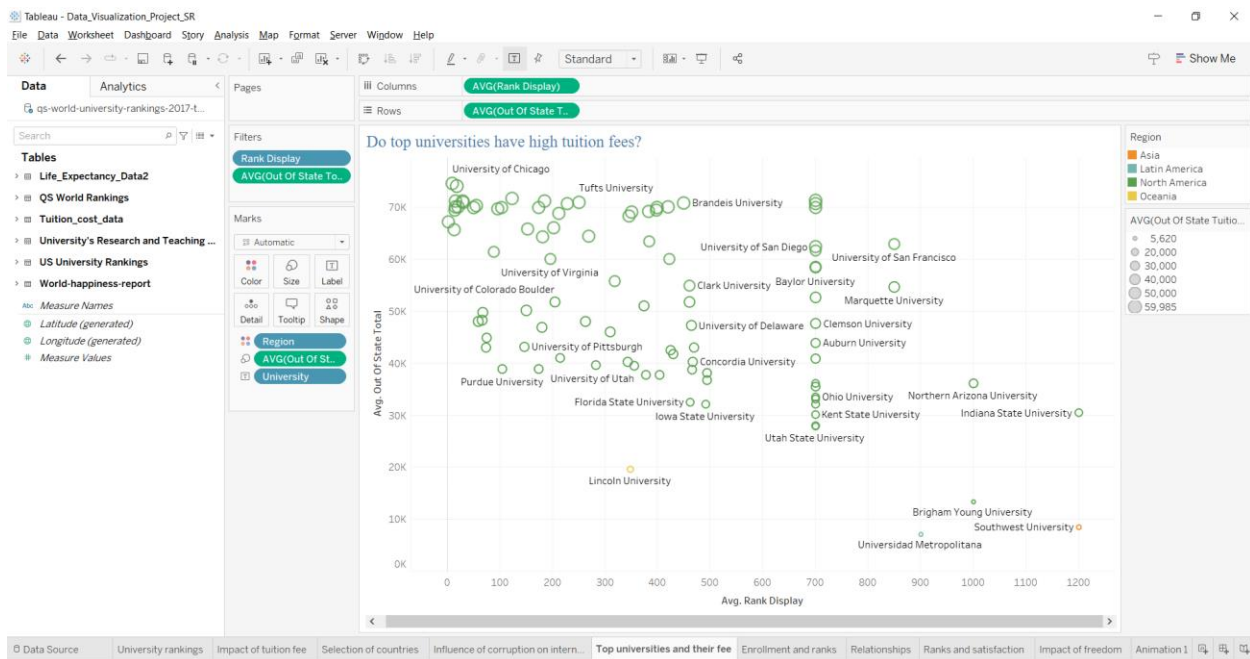 Tableau - Data_Visualization_Project_SR
File Data Worksheet Dashboard Story Analysis Map Format Server Window Help
Standard
Show Me
Data Analytics
qs-world-university-rankings-2017-t...
Search
Tables
Life_Expectancy_Data2
QS World Rankings
Tuition_cost_data
University's Research and Teaching ...
US University Rankings
World-happiness-report
Abc Measure Names
Latitude (generated)
Longitude (generated)
# Measure Values
Pages
Filters
Rank Display
AVG(Out Of State To..
Marks
Automatic
Color Size Label
Detail Tooltip Shape
Region
AVG(Out Of St..
University
Columns AVG(Rank Display)
Rows AVG(Out Of State T..
Do top universities have high tuition fees?
University of Chicago
Tufts University
Brandeis University
University of San Diego
University of San Francisco
University of Virginia
Baylor University
Clark University
University of Colorado Boulder
Marquette University
University of Delaware
Clemson University
University of Pittsburgh
Auburn University
Concordia University
Purdue University
University of Utah
Florida State University
Ohio University
Northern Arizona University
Iowa State University
Kent State University
Indiana State University
Utah State University
Lincoln University
Brigham Young University
Southwest University
Universidad Metropolitana
Avg. Out Of State Total
70K
60K
50K
40K
30K
20K
10K
0K
0 100 200 300 400 500 600 700 800 900 1000 1100 1200
Avg. Rank Display
Region
Asia
Latin America
North America
Oceania
AVG(Out Of State Tuitio...
5,620
20,000
30,000
40,000
50,000
59,985
Data Source University rankings Impact of tuition fee Selection of countries Influence of corruption on intern... Top universities and their fee Enrollment and ranks Relationships Ranks and satisfaction Impact of freedom Animation 1